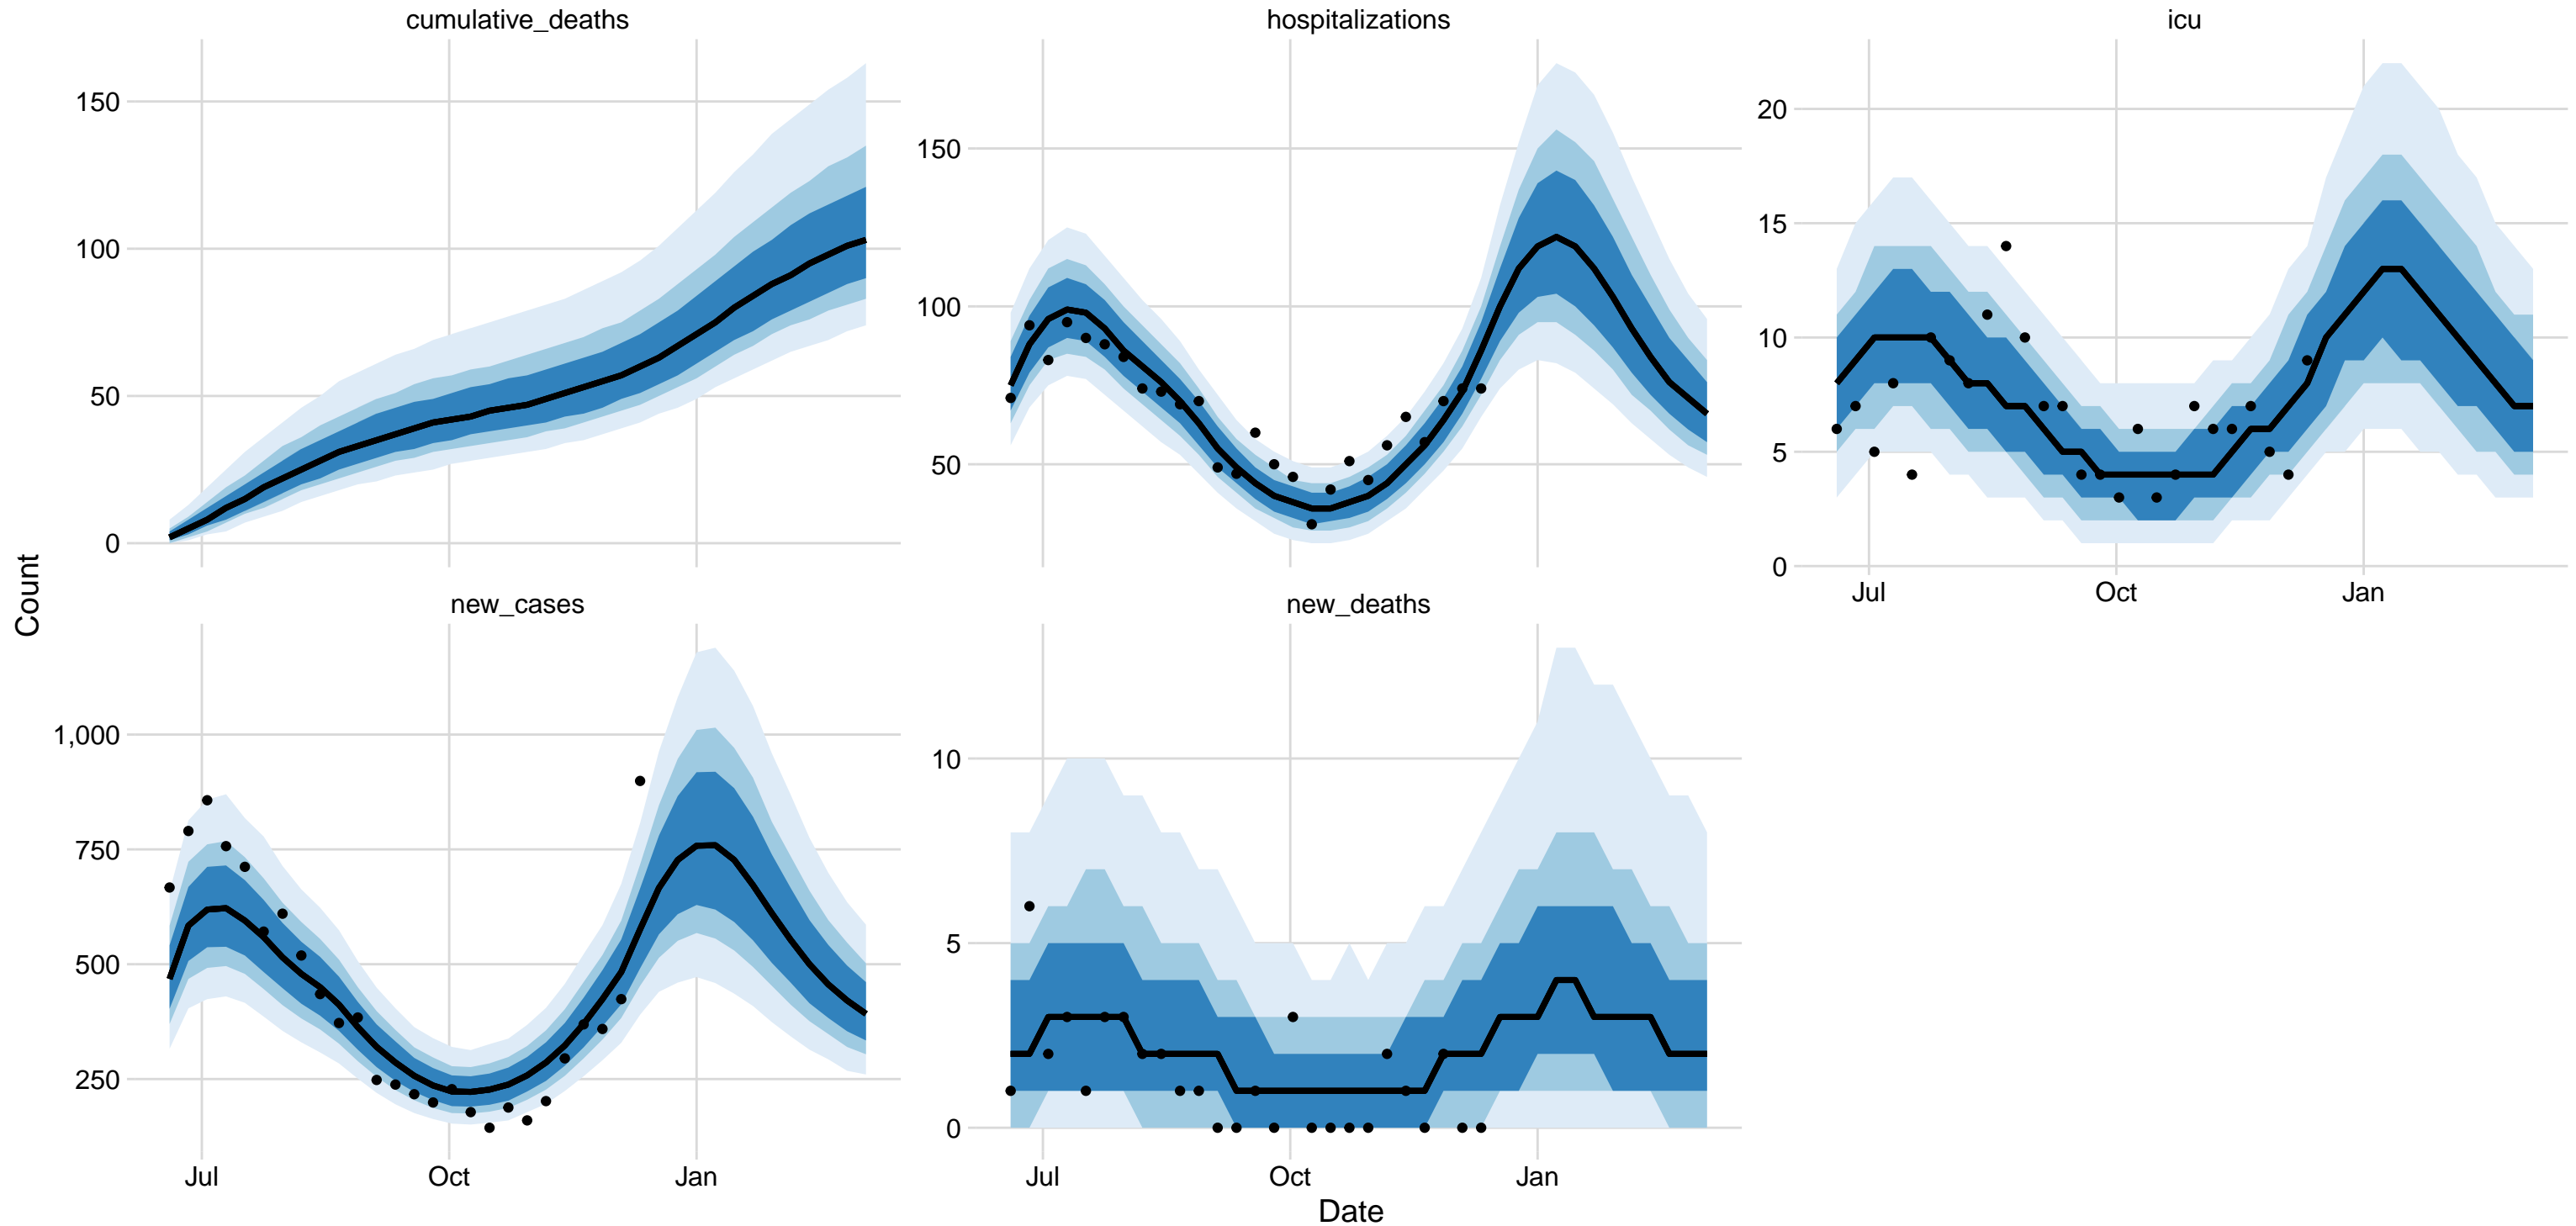 cumulative_deaths
150
100
50
0
hospitalizations
150
100
50
icu
20
15
10
5
0
Jul Oct Jan
Count
new_cases
1,000
750
500
250
Jul Oct Jan
new_deaths
10
5
0
Jul Oct Jan
Date